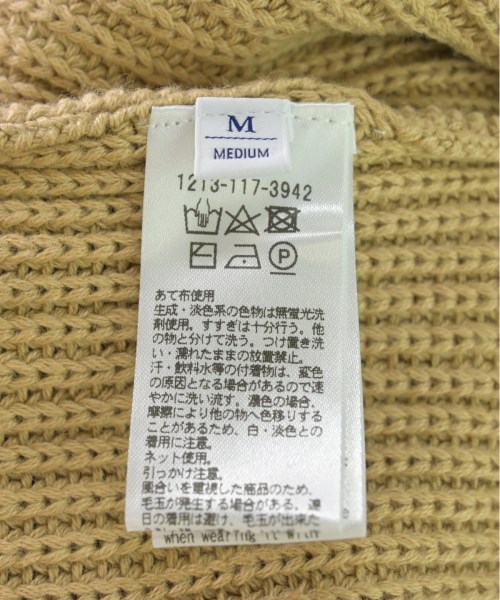 M
MEDIUM
1213-117-3942
P
あて布使用
生成・淡色系の色物は無蛍光洗
剤使用。すすぎは十分行う。他
の物と分けて洗う。つけ置き洗
い・濡れたままの放置禁止。
汗・飲料水等の付着物は、変色
の原因となる場合があるので速
やかに洗い流す。濃色の場合、
摩擦により他の物へ色移りする
ことがあるため、白・淡色との
着用に注意。
ネット使用。
引っかけ注意。
風合いを重視した商品のため、
毛玉が発生する場合がある。連
日の着用は避け、毛玉が出来た
when wearing it with